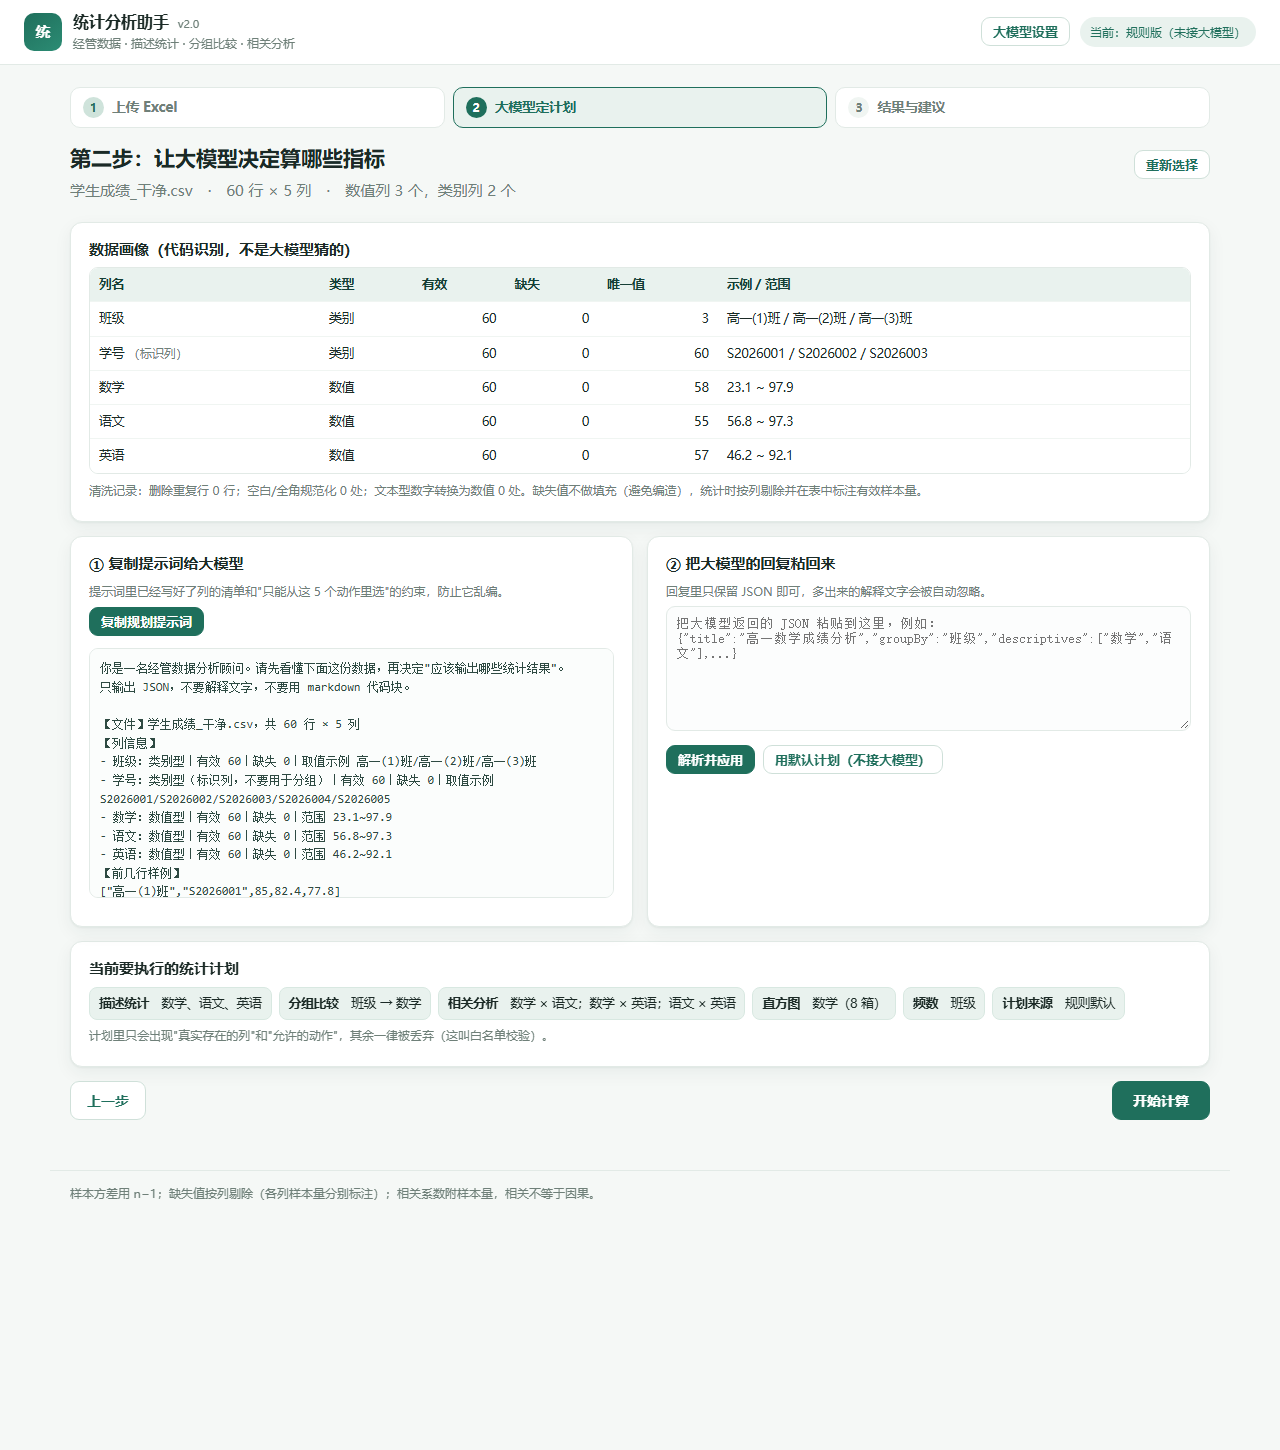 统
统计分析助手 v2.0
经管数据 · 描述统计 · 分组比较 · 相关分析
大模型设置
当前：规则版（未接大模型）
1 上传 Excel
2 大模型定计划
3 结果与建议
第二步：让大模型决定算哪些指标
重新选择
学生成绩_干净.csv · 60 行 × 5 列 · 数值列 3 个，类别列 2 个
数据画像（代码识别，不是大模型猜的）
列名 类型 有效 缺失 唯一值 示例 / 范围
班级 类别 60 0 3 高一(1)班 / 高一(2)班 / 高一(3)班
学号 （标识列） 类别 60 0 60 S2026001 / S2026002 / S2026003
数学 数值 60 0 58 23.1 ~ 97.9
语文 数值 60 0 55 56.8 ~ 97.3
英语 数值 60 0 57 46.2 ~ 92.1
清洗记录：删除重复行 0 行；空白/全角规范化 0 处；文本型数字转换为数值 0 处。缺失值不做填充（避免编造），统计时按列剔除并在表中标注有效样本量。
① 复制提示词给大模型
提示词里已经写好了列的清单和"只能从这 5 个动作里选"的约束，防止它乱编。
复制规划提示词
你是一名经管数据分析顾问。请先看懂下面这份数据，再决定"应该输出哪些统计结果"。
只输出 JSON，不要解释文字，不要用 markdown 代码块。
【文件】学生成绩_干净.csv，共 60 行 × 5 列
【列信息】
- 班级：类别型｜有效 60｜缺失 0｜取值示例 高一(1)班/高一(2)班/高一(3)班
- 学号：类别型（标识列，不要用于分组）｜有效 60｜缺失 0｜取值示例
S2026001/S2026002/S2026003/S2026004/S2026005
- 数学：数值型｜有效 60｜缺失 0｜范围 23.1~97.9
- 语文：数值型｜有效 60｜缺失 0｜范围 56.8~97.3
- 英语：数值型｜有效 60｜缺失 0｜范围 46.2~92.1
【前几行样例】
["高一(1)班","S2026001",85,82.4,77.8]
② 把大模型的回复粘回来
回复里只保留 JSON 即可，多出来的解释文字会被自动忽略。
把大模型返回的 JSON 粘贴到这里，例如：
{"title":"高一数学成绩分析","groupBy":"班级","descriptives":["数学","语
文"],...}
解析并应用
用默认计划（不接大模型）
当前要执行的统计计划
描述统计 数学、语文、英语
分组比较 班级 → 数学
相关分析 数学 × 语文；数学 × 英语；语文 × 英语
直方图 数学（8 箱）
频数 班级
计划来源 规则默认
计划里只会出现"真实存在的列"和"允许的动作"，其余一律被丢弃（这叫白名单校验）。
上一步
开始计算
样本方差用 n−1；缺失值按列剔除（各列样本量分别标注）；相关系数附样本量，相关不等于因果。